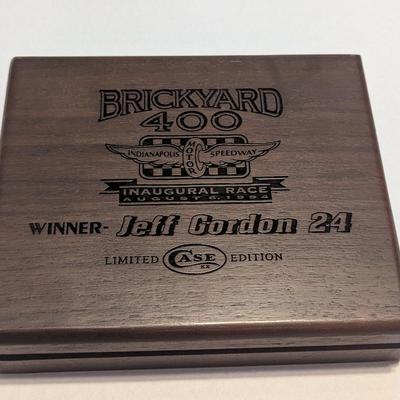 BRICKYARD
400
INDIANAPOLIS MOTOR SPEEDWAY
INAUGURAL RACE
AUGUST 6, 1994
WINNER- Jeff Gordon 24
LIMITED CASE XX EDITION